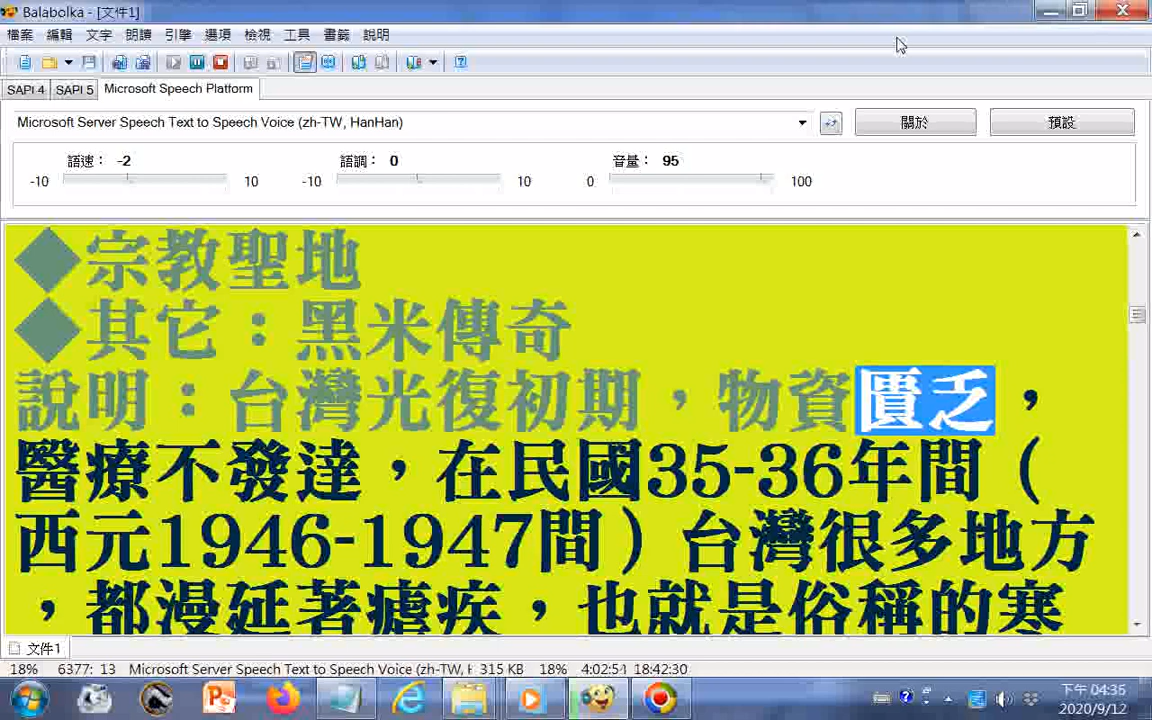 Balabolka - [文件1]
檔案 編輯 文字 朗讀 引擎 選項 檢視 工具 書籤 說明
SAPI 4 SAPI 5 Microsoft Speech Platform
Microsoft Server Speech Text to Speech Voice (zh-TW, HanHan) 關於 預設
語速： -2 語調： 0 音量： 95
-10 10 -10 10 0 100
◆宗教聖地
◆其它：黑米傳奇
說明：台灣光復初期，物資匱乏，
醫療不發達，在民國35-36年間（
西元1946-1947間）台灣很多地方
，都漫延著瘧疾，也就是俗稱的寒
文件1
18% 6377: 13 Microsoft Server Speech Text to Speech Voice (zh-TW, H 315 KB 18% 4:02:54 18:42:30
下午 04:35
2020/9/12